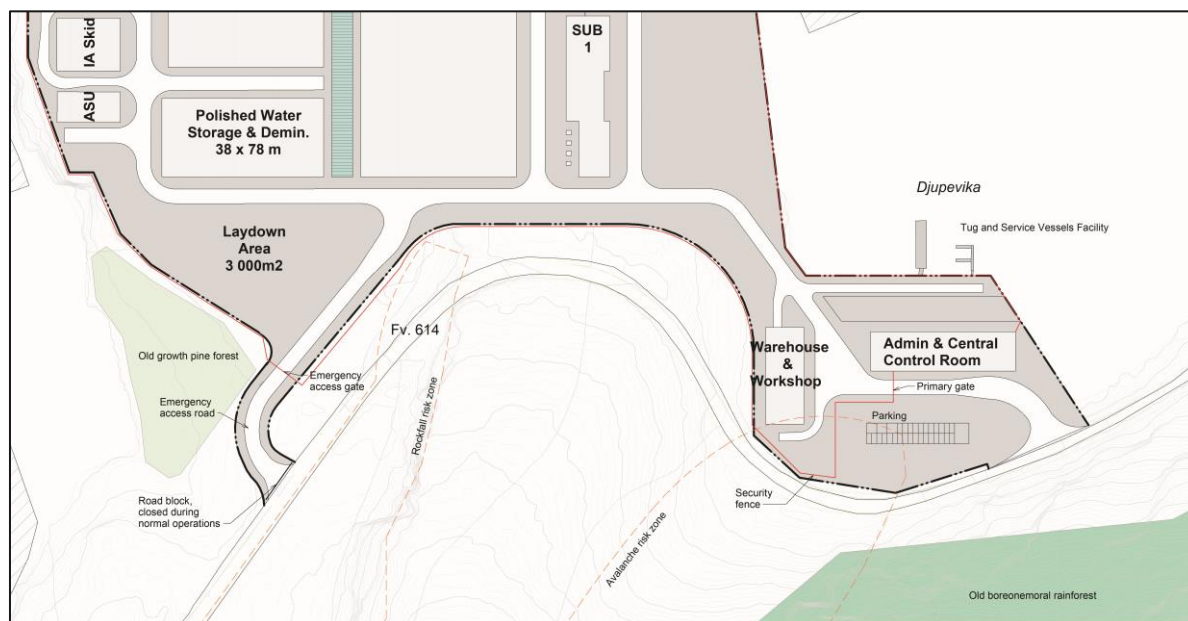 IA Skid
ASU
Polished Water
Storage & Demin.
38 x 78 m
SUB
1
Djupevika
Tug and Service Vessels Facility
Laydown
Area
3 000m2
Fv. 614
Old growth pine forest
Emergency
access gate
Emergency
access road
Rockfall risk zone
Road block,
closed during
normal operations
Warehouse
&
Workshop
Admin & Central
Control Room
Primary gate
Parking
Security
fence
Avalanche risk zone
Old boreonemoral rainforest